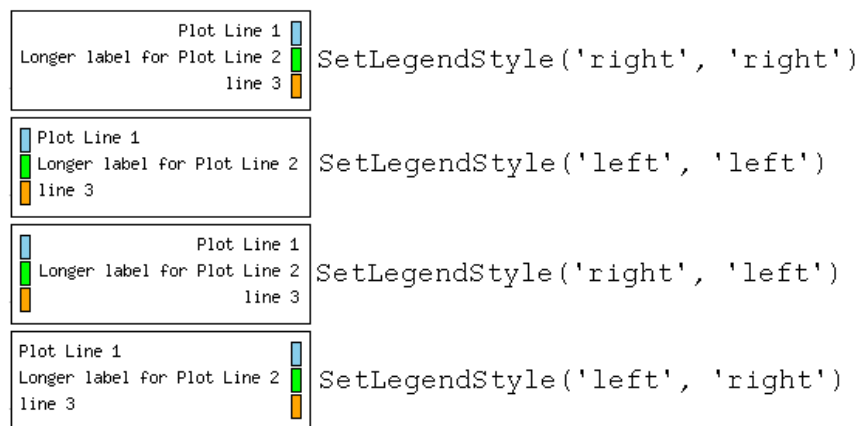 Plot Line 1
Longer label for Plot Line 2
line 3
SetLegendStyle('right', 'right')
Plot Line 1
Longer label for Plot Line 2
line 3
SetLegendStyle('left', 'left')
Plot Line 1
Longer label for Plot Line 2
line 3
SetLegendStyle('right', 'left')
Plot Line 1
Longer label for Plot Line 2
line 3
SetLegendStyle('left', 'right')